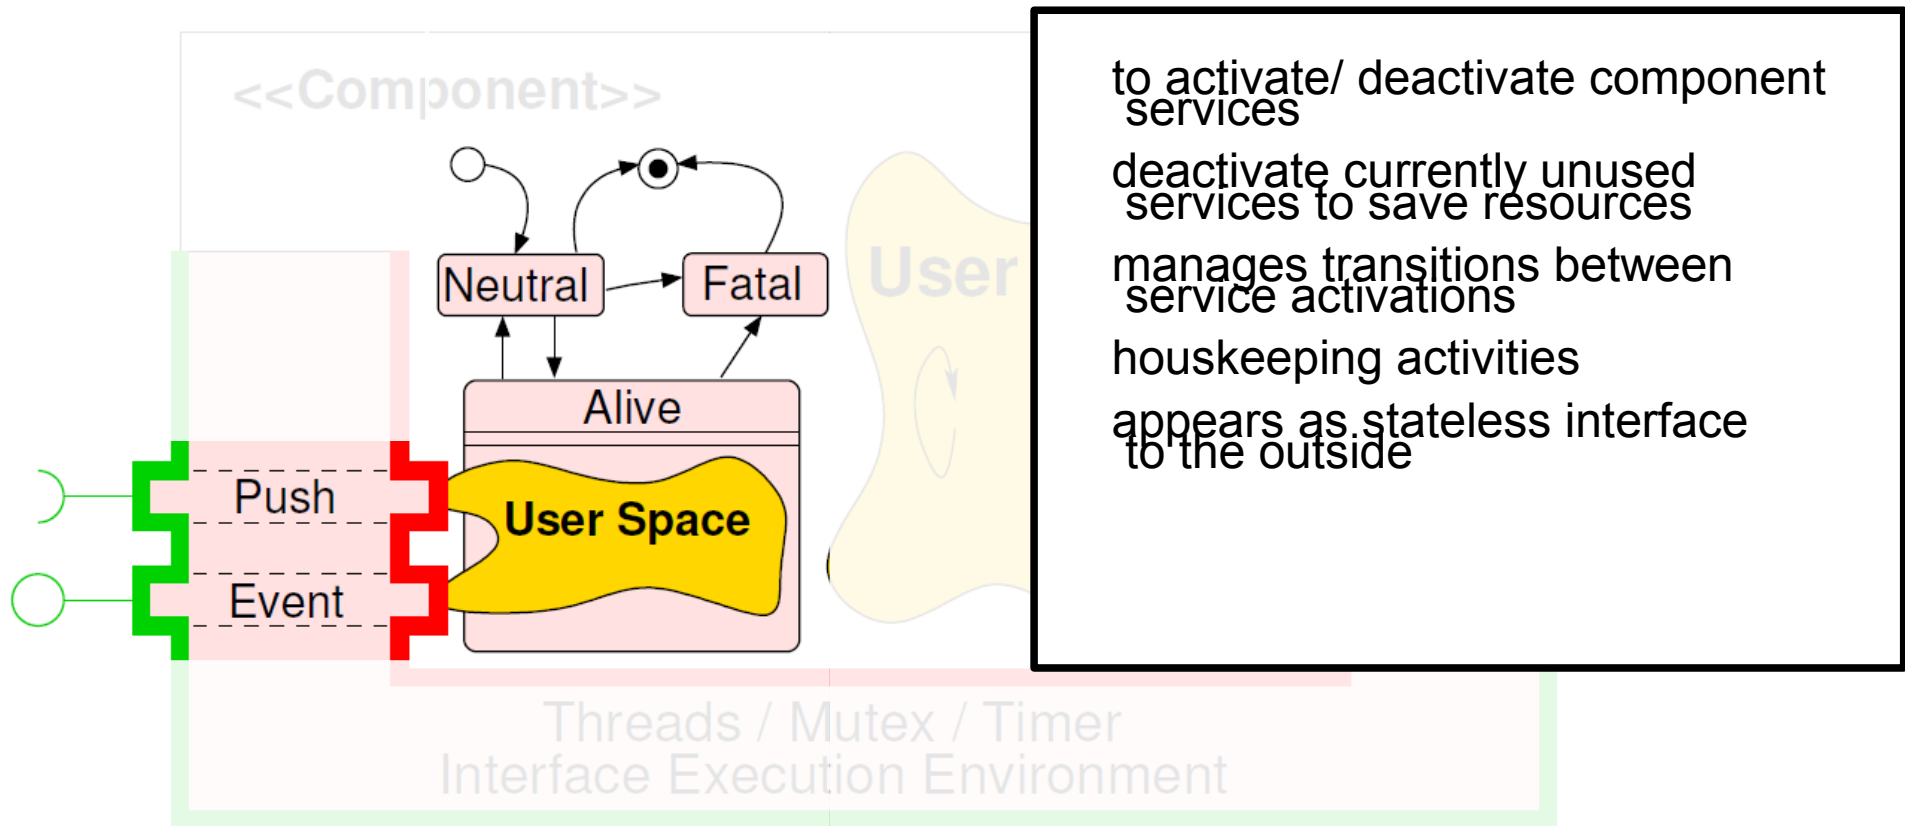 <<Component>>
Neutral
Fatal
Alive
Push
Event
User Space
User
Threads / Mutex / Timer
Interface Execution Environment
to activate/ deactivate component
services
deactivate currently unused
services to save resources
manages transitions between
service activations
houskeeping activities
appears as stateless interface
to the outside